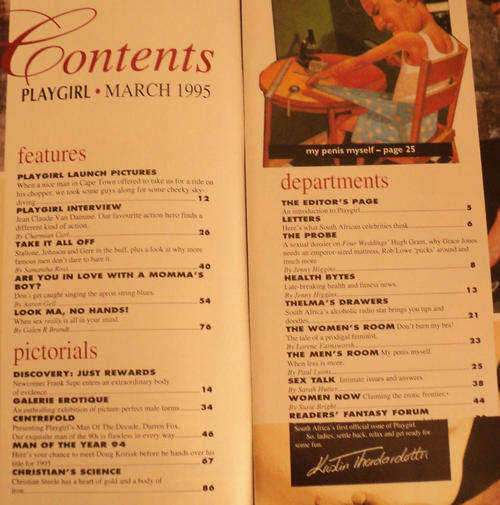 Contents
PLAYGIRL • MARCH 1995
features
PLAYGIRL LAUNCH PICTURES
When a nice man in Cape Town offered to take us for a ride on
his chopper, we took some guys along for some cheeky sky-
diving. 12
PLAYGIRL INTERVIEW
Jean Claude Van Damme. Our favourite action hero finds a
different kind of action.
By Charmian Carr 26
TAKE IT ALL OFF
Stallone, Johnson and Gere in the buff, plus a look at why more
famous men don't dare to bare it.
By Samantha Ross 40
ARE YOU IN LOVE WITH A MOMMA'S
BOY?
Don't get caught singing the apron string blues.
By Aaron Gell 54
LOOK MA, NO HANDS!
When sex really is all in your mind.
By Galen R Brandt 76
pictorials
DISCOVERY: JUST REWARDS
Newcomer Frank Sepe enters an extraordinary body
of evidence. 14
GALERIE EROTIQUE
An enthralling exhibition of picture-perfect male forms. 34
CENTREFOLD
Presenting Playgirl's Man Of The Decade, Darren Fox.
Our exquisite man of the 90s is flawless in every way. 46
MAN OF THE YEAR 94
Here's your chance to meet Doug Koziak before he hands over his
title for 1995 67
CHRISTIAN'S SCIENCE
Christian Steele has a heart of gold and a body of
iron. 86
my penis myself – page 25
departments
THE EDITOR'S PAGE
An introduction to Playgirl 5
LETTERS
Here's what South African celebrities think. 6
THE PROBE
A sexual dossier on Four Weddings' Hugh Grant, why Grace Jones
needs an emperor-sized mattress, Rob Lowe 'pucks' around and
much more
By Jenny Higgins 8
HEALTH BYTES
Late-breaking health and fitness news.
By Jenny Higgins 13
THELMA'S DRAWERS
South Africa's alcoholic radio star brings you tips and
doodles. 21
THE WOMEN'S ROOM Don't burn my bra!
The tale of a prodigal feminist.
By Lorene Farnsworth 23
THE MEN'S ROOM My penis myself.
When less is more.
By Paul Lyons 25
SEX TALK Intimate issues and answers.
By Sarah Hutter 38
WOMEN NOW Claiming the erotic frontier.
By Susie Bright 44
READERS' FANTASY FORUM
South Africa's first official issue of Playgirl.
So, ladies, settle back, relax and get ready for
some fun.